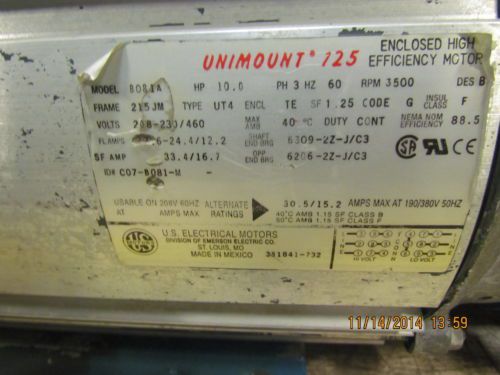 UNIMOUNT® 125
ENCLOSED HIGH
EFFICIENCY MOTOR
MODEL 8081A HP 10.0 PH 3 HZ 60 RPM 3500 DES B
FRAME 215JM TYPE UT4 ENCL TE SF 1.25 CODE G INSUL CLASS F
VOLTS 208-230/460 MAX AMB 40°C DUTY CONT NEMA NOM EFFICIENCY 88.5
FL AMPS 6-24.4/12.2 SHAFT END BRG 6309-2Z-J/C3
SF AMP 33.4/16.7 OPP END BRG 6206-2Z-J/C3
ID# C07-8081-M
USABLE ON 208V 60HZ AT AMPS MAX
ALTERNATE RATINGS
30.5/15.2 AMPS MAX AT 190/380V 50HZ
40°C AMB 1.15 SF CLASS B
50°C AMB 1.15 SF CLASS F
U.S. ELECTRICAL MOTORS
DIVISION OF EMERSON ELECTRIC CO.
ST. LOUIS, MO
MADE IN MEXICO 381841-732
HI VOLT LO VOLT
11/14/2014 13:59